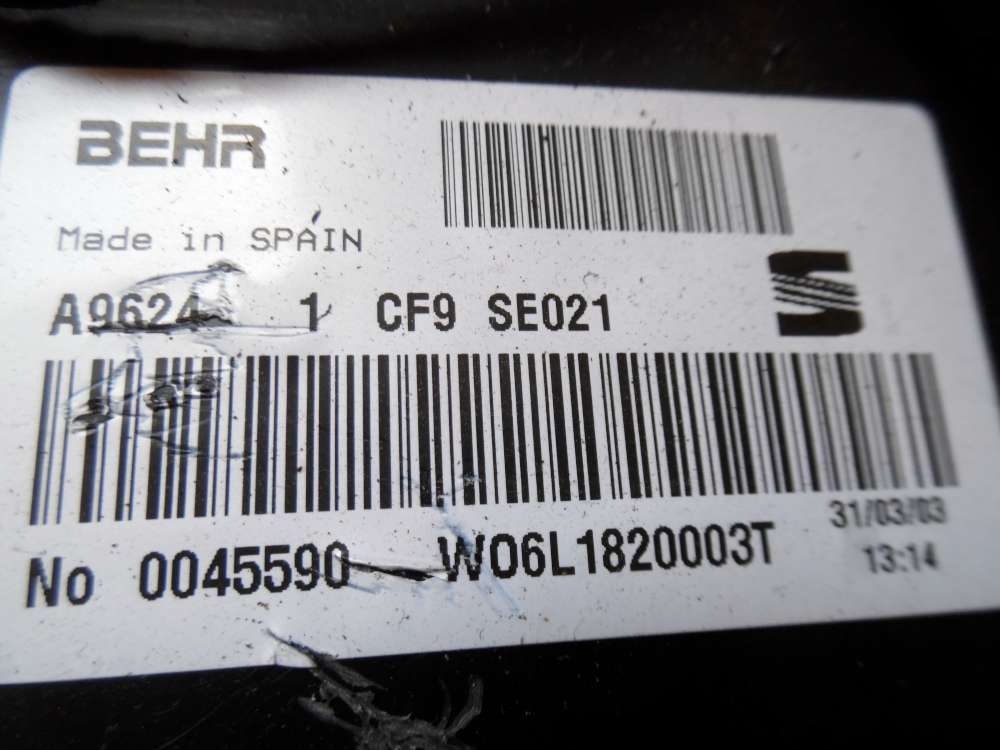 BEHR
Made in SPAIN
A9624 1 CF9 SE021
31/03/03
No 0045590 W06L1820003T
13:14